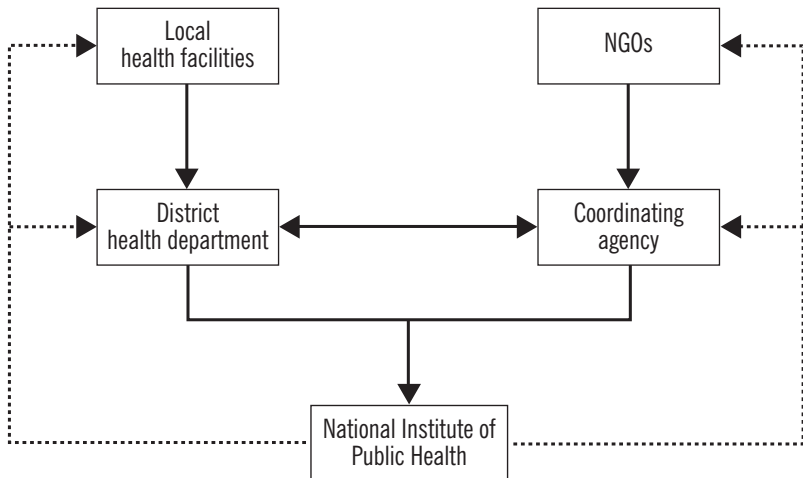 Local
health facilities
NGOs
District
health department
Coordinating
agency
National Institute of
Public Health